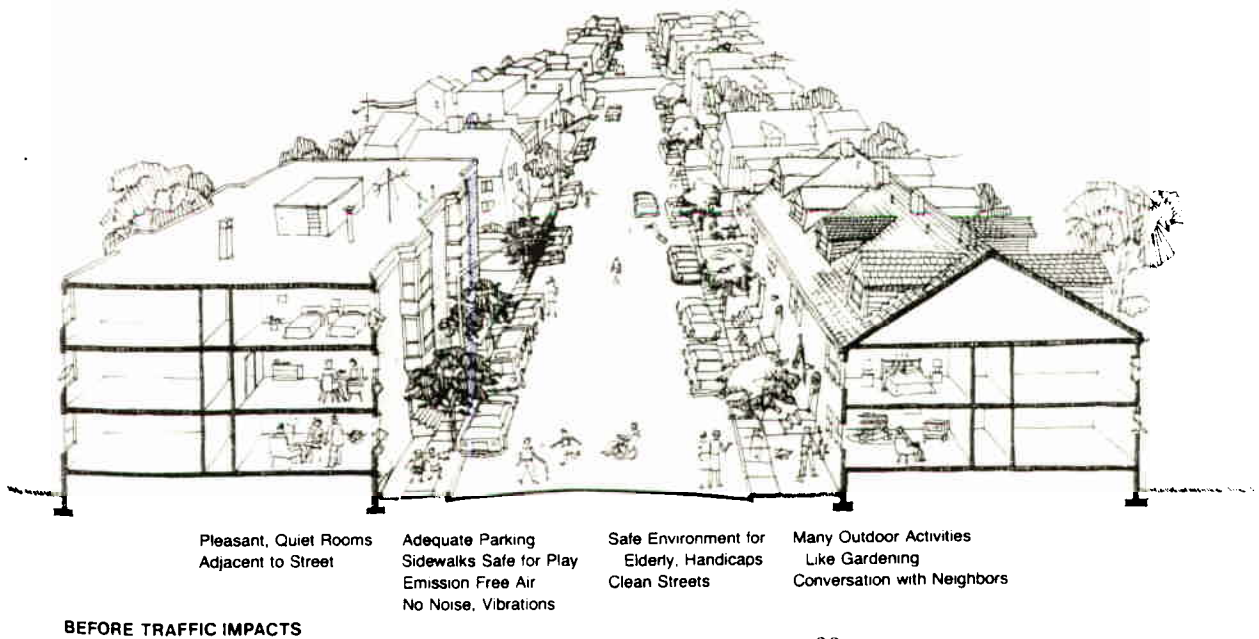 Pleasant, Quiet Rooms
Adjacent to Street
Adequate Parking
Sidewalks Safe for Play
Emission Free Air
No Noise, Vibrations
Safe Environment for
Elderly, Handicaps
Clean Streets
Many Outdoor Activities
Like Gardening
Conversation with Neighbors
BEFORE TRAFFIC IMPACTS